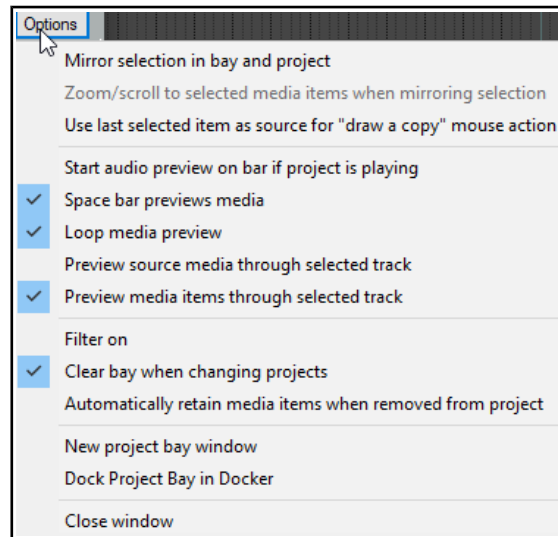 Options
Mirror selection in bay and project
Zoom/scroll to selected media items when mirroring selection
Use last selected item as source for "draw a copy" mouse action
Start audio preview on bar if project is playing
Space bar previews media
Loop media preview
Preview source media through selected track
Preview media items through selected track
Filter on
Clear bay when changing projects
Automatically retain media items when removed from project
New project bay window
Dock Project Bay in Docker
Close window